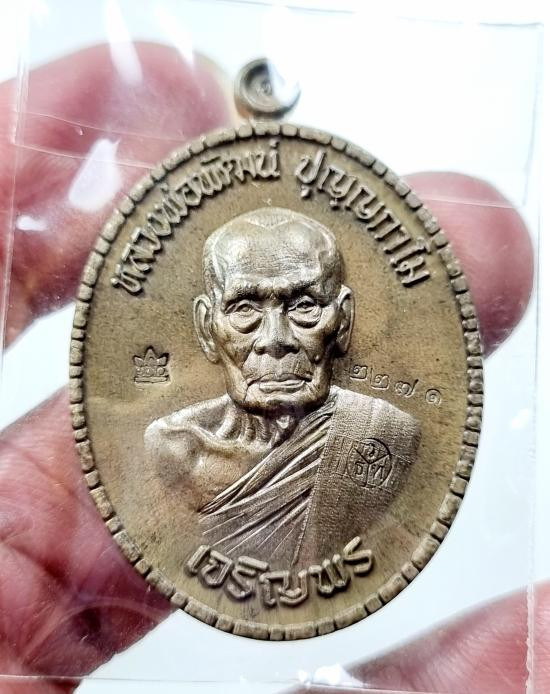 หลวงพ่อพัฒน์ ปุญฺญกาโม
๒๒๗๑
เจริญพร